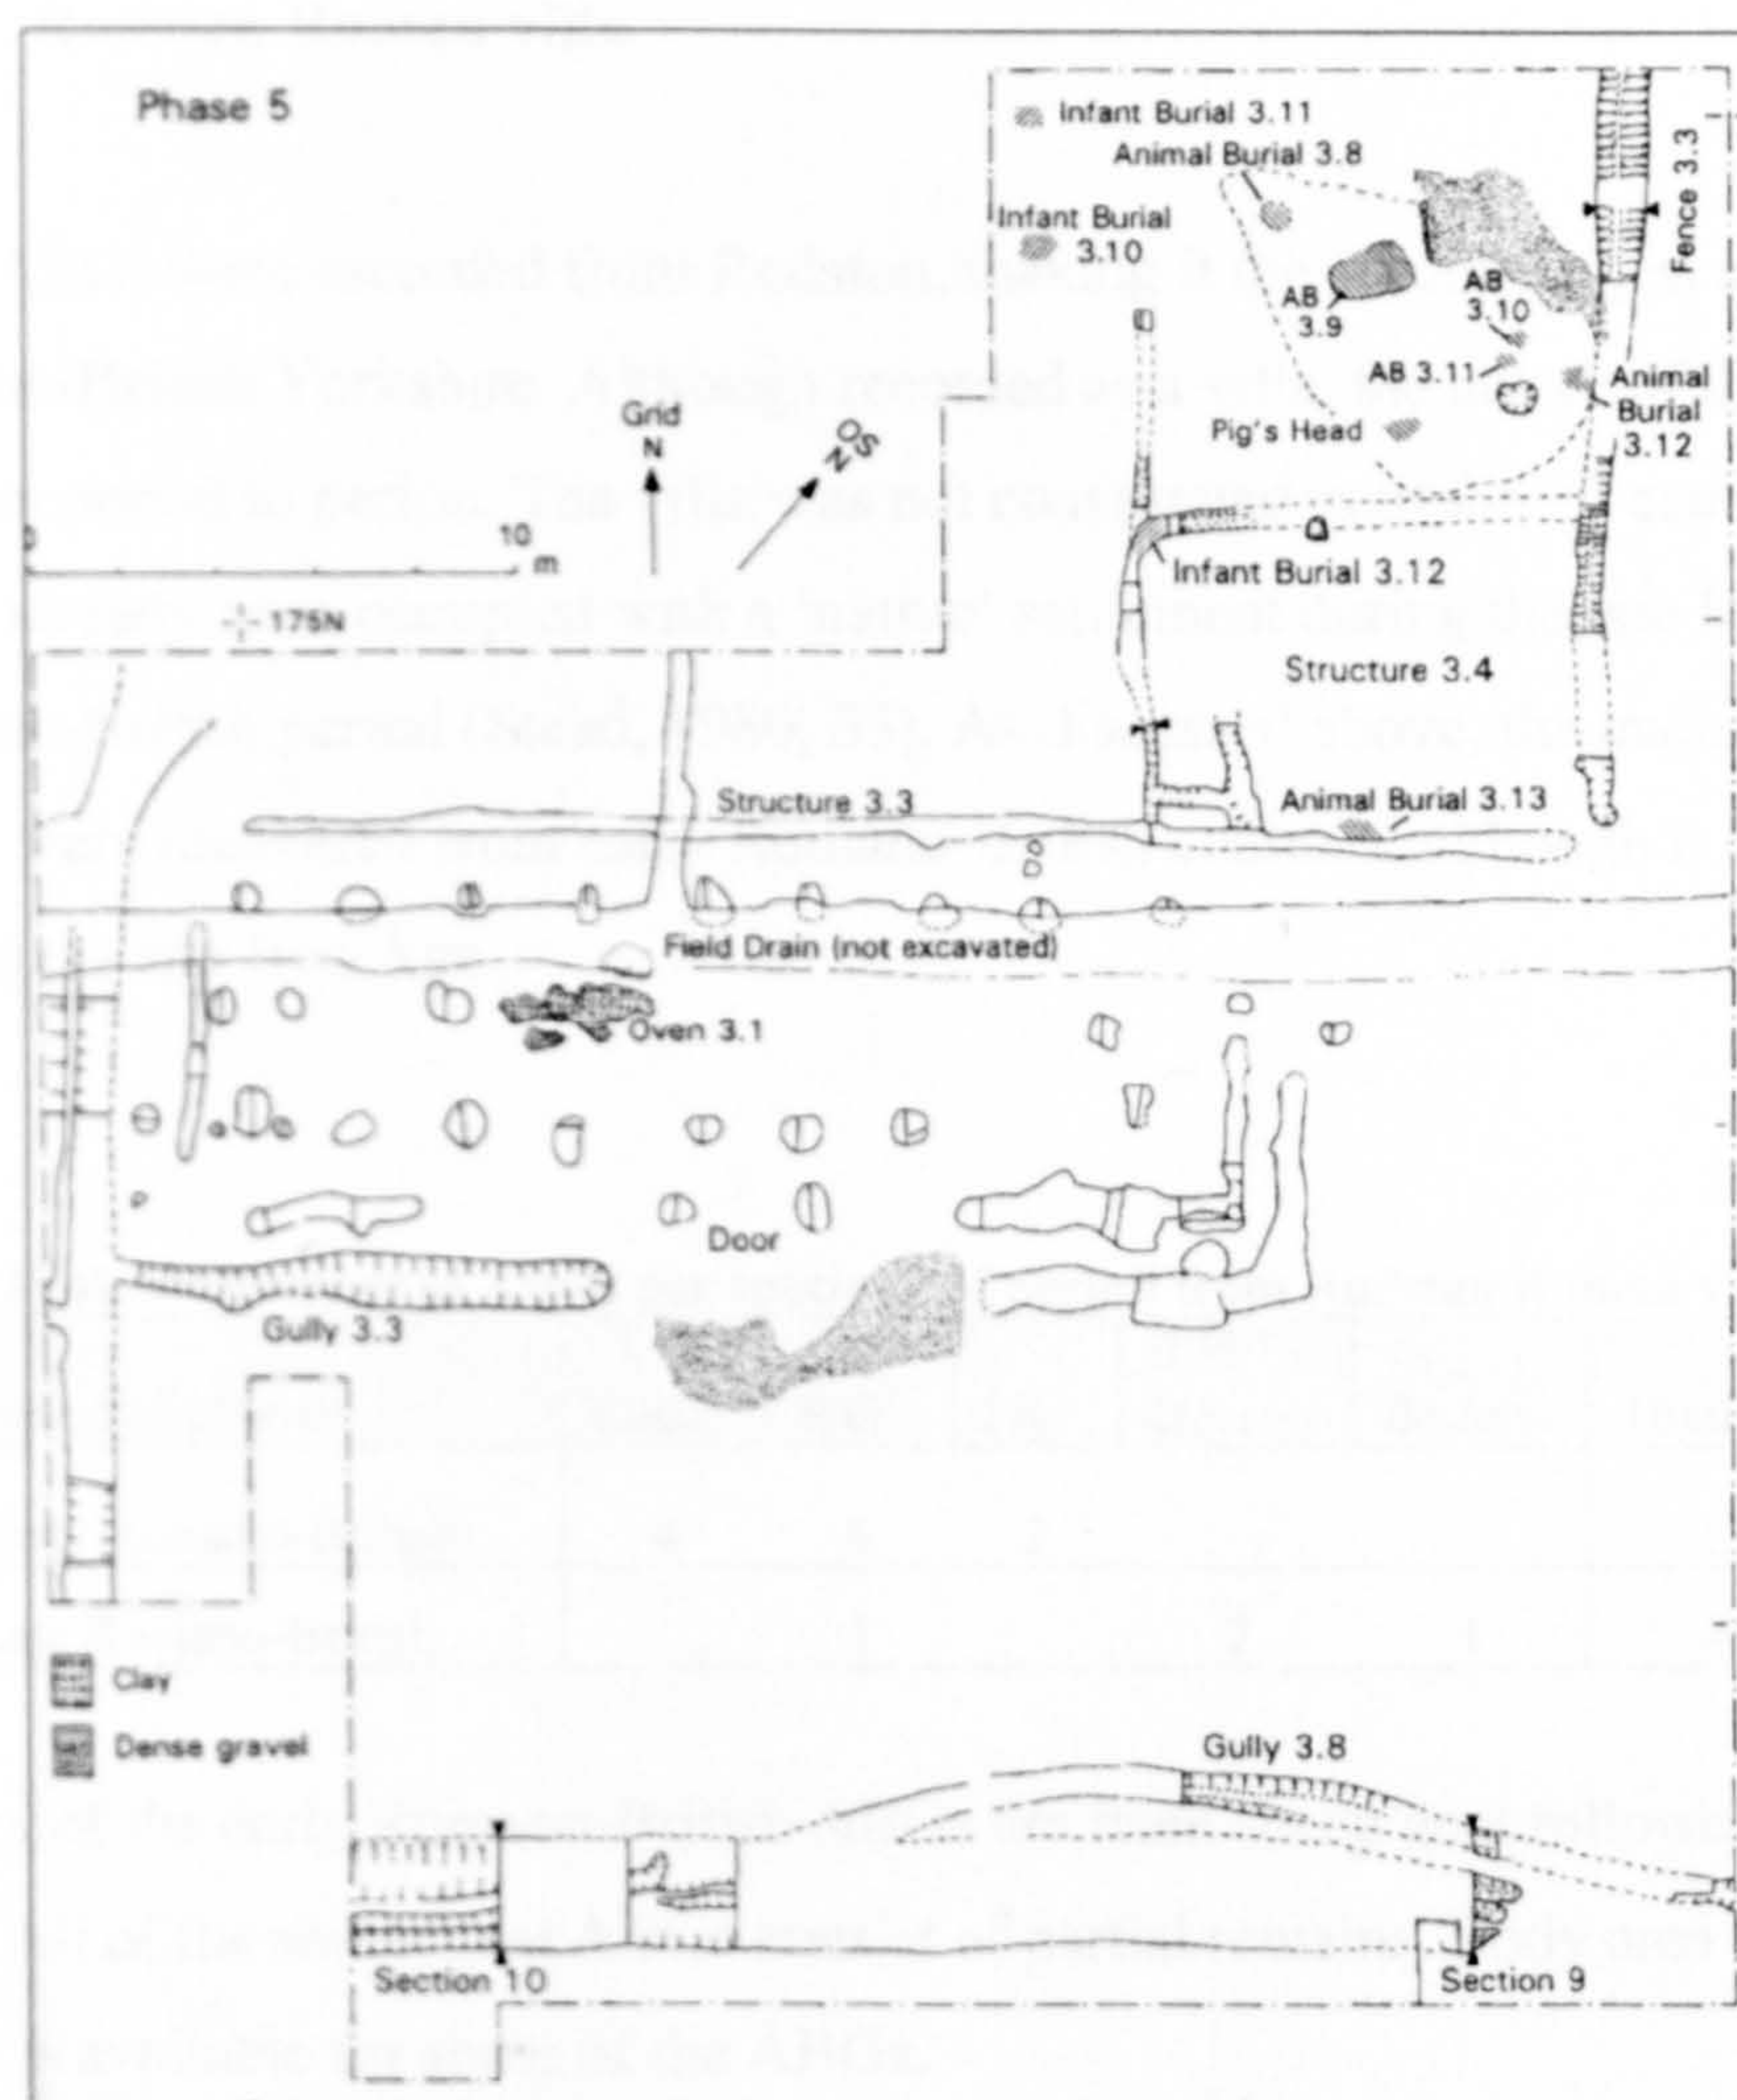 Phase 5
Infant Burial 3.11
Animal Burial 3.8
Infant Burial
3.10
Fence 3.3
AB
3.9
AB
3.10
AB 3.11
Animal
Burial
3.12
Pig's Head
Grid
N
OS
N
10
m
175N
Infant Burial 3.12
Structure 3.4
Structure 3.3
Animal Burial 3.13
Field Drain (not excavated)
Oven 3.1
Door
Gully 3.3
Clay
Dense gravel
Gully 3.8
Section 10
Section 9